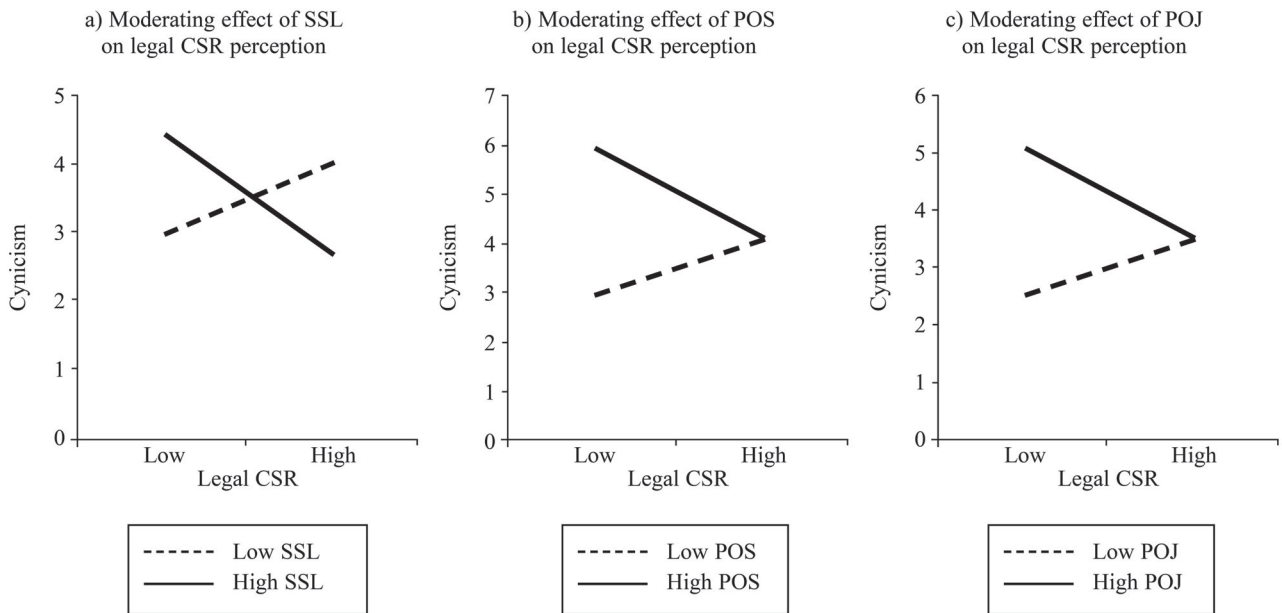 a) Moderating effect of SSL
on legal CSR perception
5
4
3
2
1
0
Cynicism
Low
High
Legal CSR
Low SSL
High SSL
b) Moderating effect of POS
on legal CSR perception
7
6
5
4
3
2
1
0
Cynicism
Low
High
Legal CSR
Low POS
High POS
c) Moderating effect of POJ
on legal CSR perception
6
5
4
3
2
1
0
Cynicism
Low
High
Legal CSR
Low POJ
High POJ